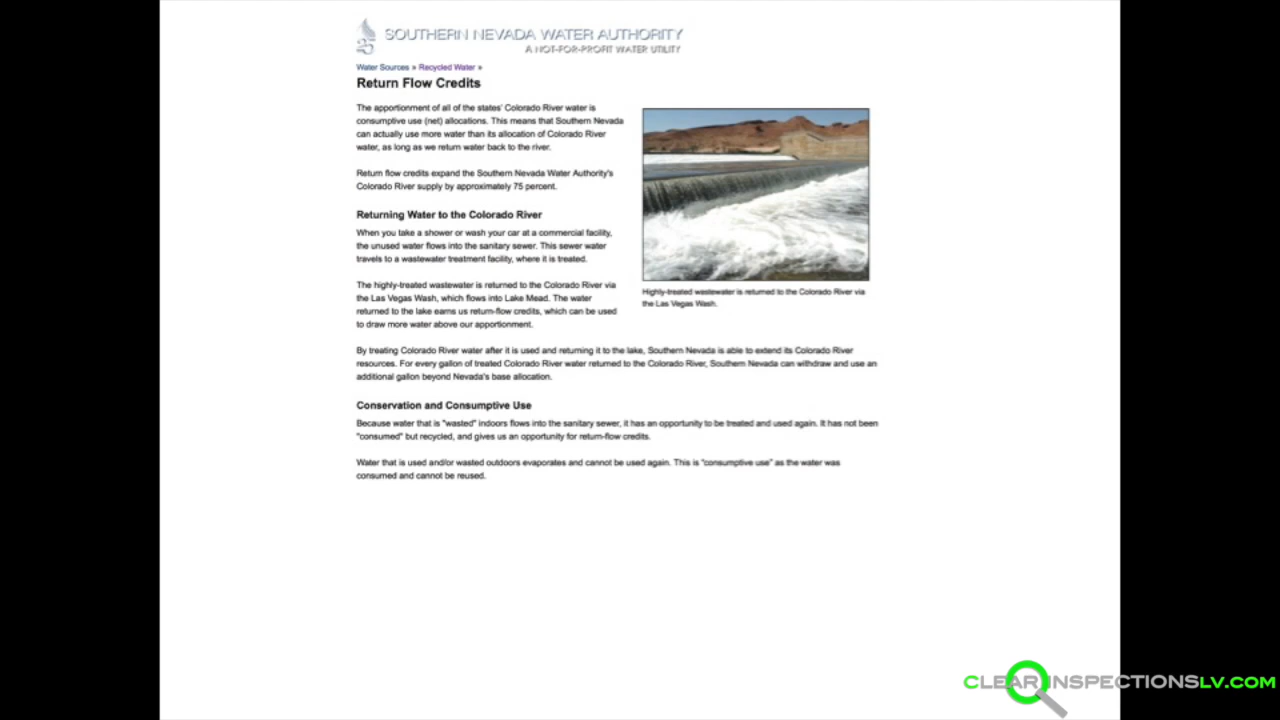 SOUTHERN NEVADA WATER AUTHORITY
25
A NOT-FOR-PROFIT WATER UTILITY
Water Sources » Recycled Water »
Return Flow Credits
The apportionment of all of the states' Colorado River water is
consumptive use (net) allocations. This means that Southern Nevada
can actually use more water than its allocation of Colorado River
water, as long as we return water back to the river.
Return flow credits expand the Southern Nevada Water Authority's
Colorado River supply by approximately 75 percent.
Returning Water to the Colorado River
When you take a shower or wash your car at a commercial facility,
the unused water flows into the sanitary sewer. This sewer water
travels to a wastewater treatment facility, where it is treated.
The highly-treated wastewater is returned to the Colorado River via
the Las Vegas Wash, which flows into Lake Mead. The water
returned to the lake earns us return-flow credits, which can be used
to draw more water above our apportionment.
Highly-treated wastewater is returned to the Colorado River via
the Las Vegas Wash.
By treating Colorado River water after it is used and returning it to the lake, Southern Nevada is able to extend its Colorado River
resources. For every gallon of treated Colorado River water returned to the Colorado River, Southern Nevada can withdraw and use an
additional gallon beyond Nevada's base allocation.
Conservation and Consumptive Use
Because water that is "wasted" indoors flows into the sanitary sewer, it has an opportunity to be treated and used again. It has not been
"consumed" but recycled, and gives us an opportunity for return-flow credits.
Water that is used and/or wasted outdoors evaporates and cannot be used again. This is "consumptive use" as the water was
consumed and cannot be reused.
CLEAR INSPECTIONSLV.COM